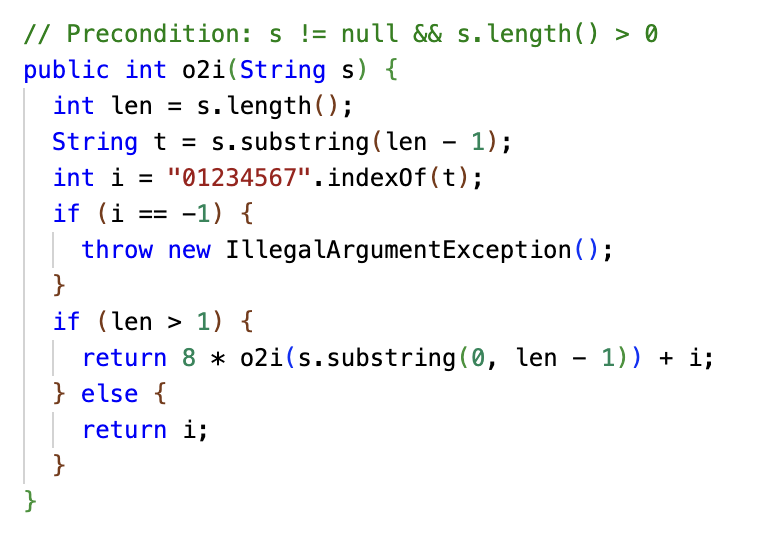 // Precondition: s != null && s.length() > 0
public int o2i(String s) {
  int len = s.length();
  String t = s.substring(len - 1);
  int i = "01234567".indexOf(t);
  if (i == -1) {
    throw new IllegalArgumentException();
  }
  if (len > 1) {
    return 8 * o2i(s.substring(0, len - 1)) + i;
  } else {
    return i;
  }
}